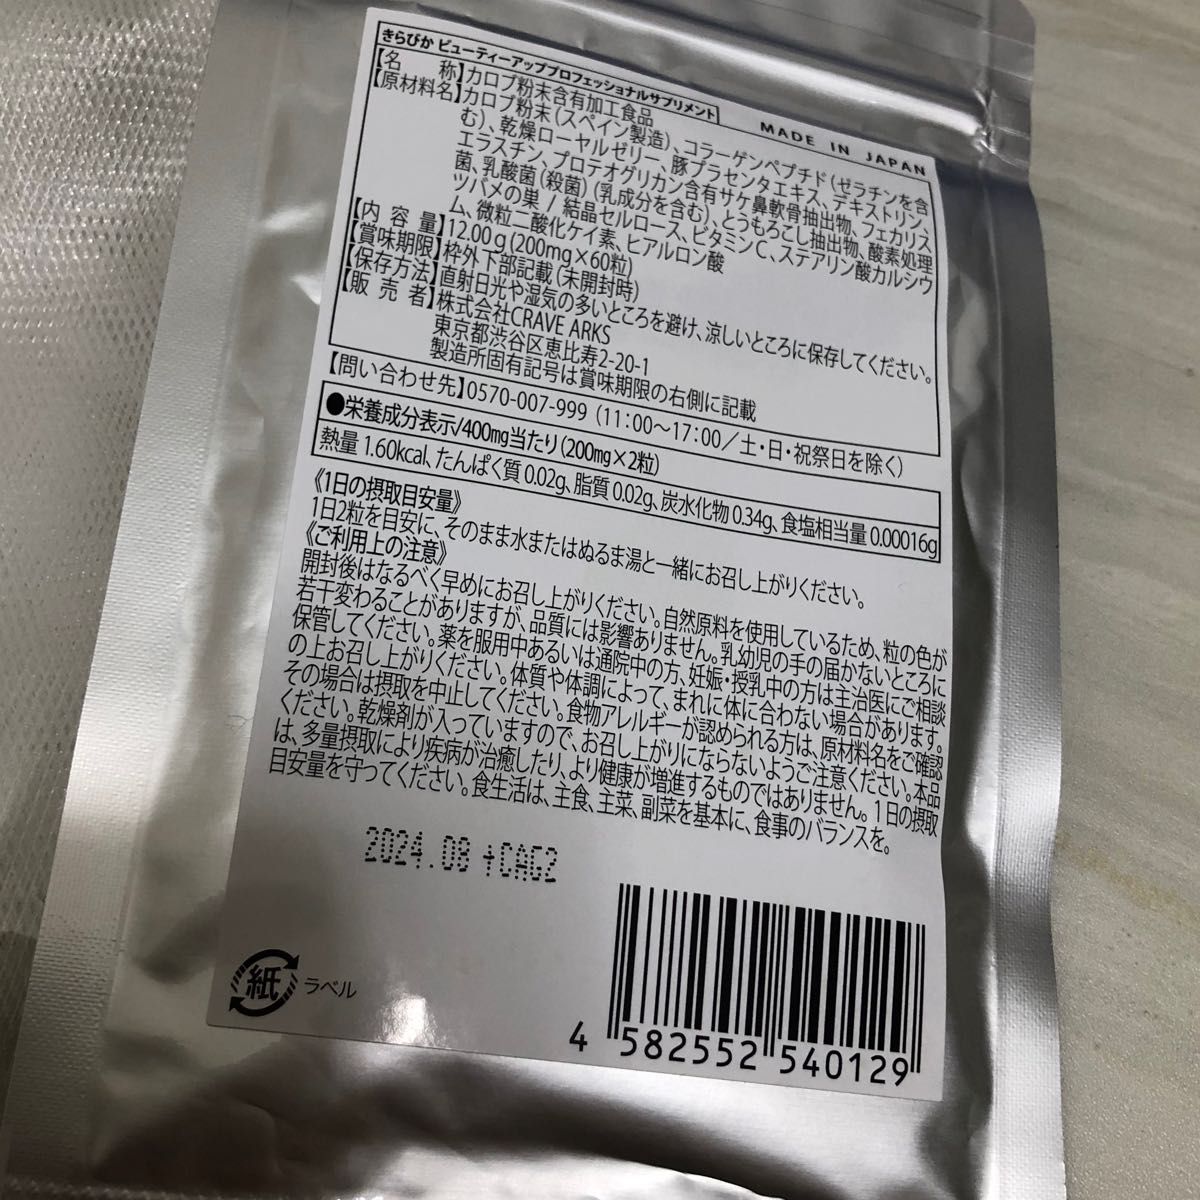 きらぴか ビューティーアッププロフェッショナルサプリメント
MADE IN JAPAN
【名 称】カロブ粉末含有加工食品
【原材料名】カロブ粉末(スペイン製造)、コラーゲンペプチド(ゼラチンを含
む)、乾燥ローヤルゼリー、豚プラセンタエキス、デキストリン、
エラスチン、プロテオグリカン含有サケ鼻軟骨抽出物、フェカリス
菌、乳酸菌(殺菌)(乳成分を含む)、とうもろこし抽出物、酸素処理
ツバメの巣 / 結晶セルロース、ビタミンC、ステアリン酸カルシウ
ム、微粒二酸化ケイ素、ヒアルロン酸
【内 容 量】12.00g(200mg×60粒)
【賞味期限】枠外下部記載(未開封時)
【保存方法】直射日光や湿気の多いところを避け、涼しいところに保存してください。
【販 売 者】株式会社CRAVE ARKS
東京都渋谷区恵比寿2-20-1
製造所固有記号は賞味期限の右側に記載
【問い合わせ先】0570-007-999 (11:00～17:00／土・日・祝祭日を除く)
●栄養成分表示/400mg当たり(200mg×2粒)
熱量 1.60kcal、たんぱく質 0.02g、脂質 0.02g、炭水化物 0.34g、食塩相当量 0.00016g
《1日の摂取目安量》
1日2粒を目安に、そのまま水またはぬるま湯と一緒にお召し上がりください。
《ご利用上の注意》
開封後はなるべく早めにお召し上がりください。自然原料を使用しているため、粒の色が
若干変わることがありますが、品質には影響ありません。乳幼児の手の届かないところに
保管してください。薬を服用中あるいは通院中の方、妊娠・授乳中の方は主治医にご相談
の上お召し上がりください。体質や体調によって、まれに体に合わない場合があります。
その場合は摂取を中止してください。食物アレルギーが認められる方は、原材料名をご確認
ください。乾燥剤が入っていますので、お召し上がりにならないようご注意ください。本品
は、多量摂取により疾病が治癒したり、より健康が増進するものではありません。1日の摂取
目安量を守ってください。食生活は、主食、主菜、副菜を基本に、食事のバランスを。
2024.08 +CAG2
紙 ラベル
4 582552 540129